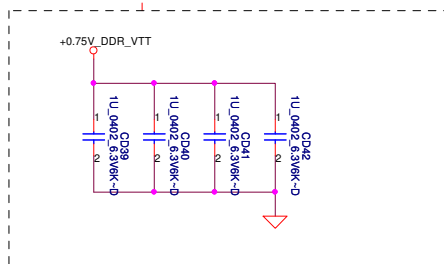 +0.75V_DDR_VTT
1
1U_0402_6.3V6K~D
CD39
2
1
1U_0402_6.3V6K~D
CD40
2
1
1U_0402_6.3V6K~D
CD41
2
1
1U_0402_6.3V6K~D
CD42
2